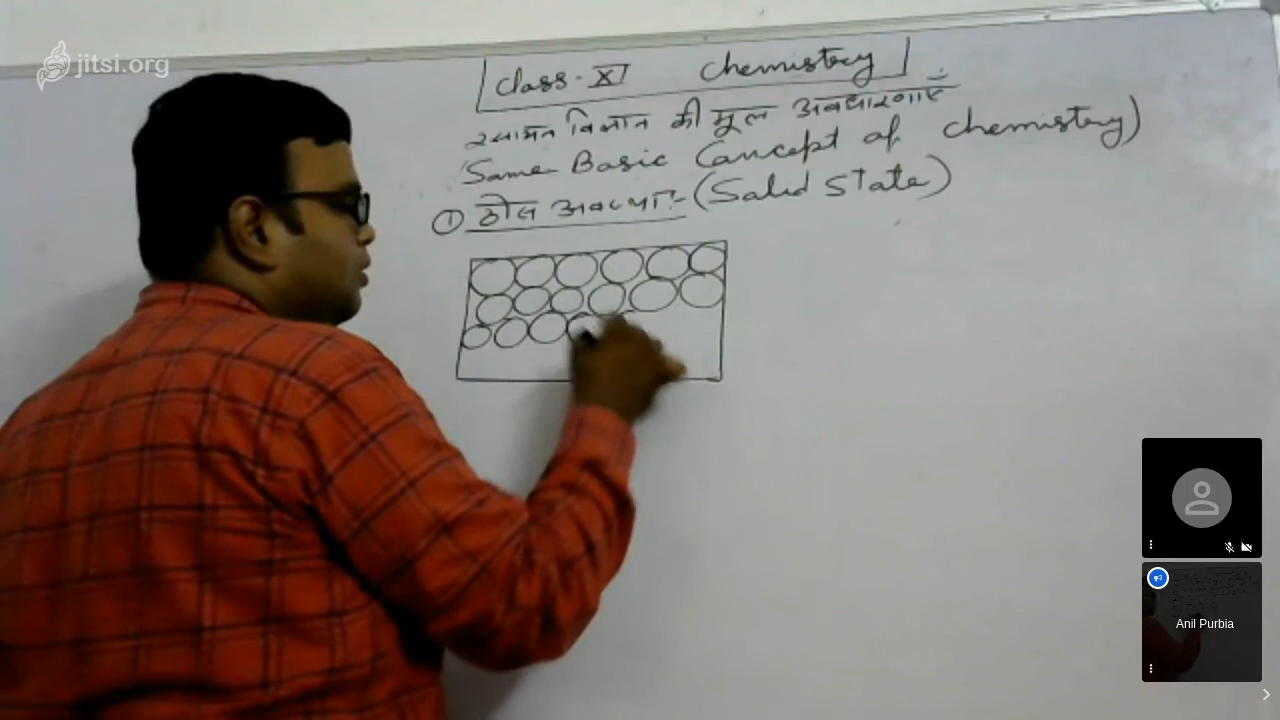 jitsi.org
Class-XI Chemistry
रसायन विज्ञान की मूल अवधारणाएँ :-
(Some Basic Concept of Chemistry)
① ठोस अवस्था :- (Solid State)
Anil Purbia